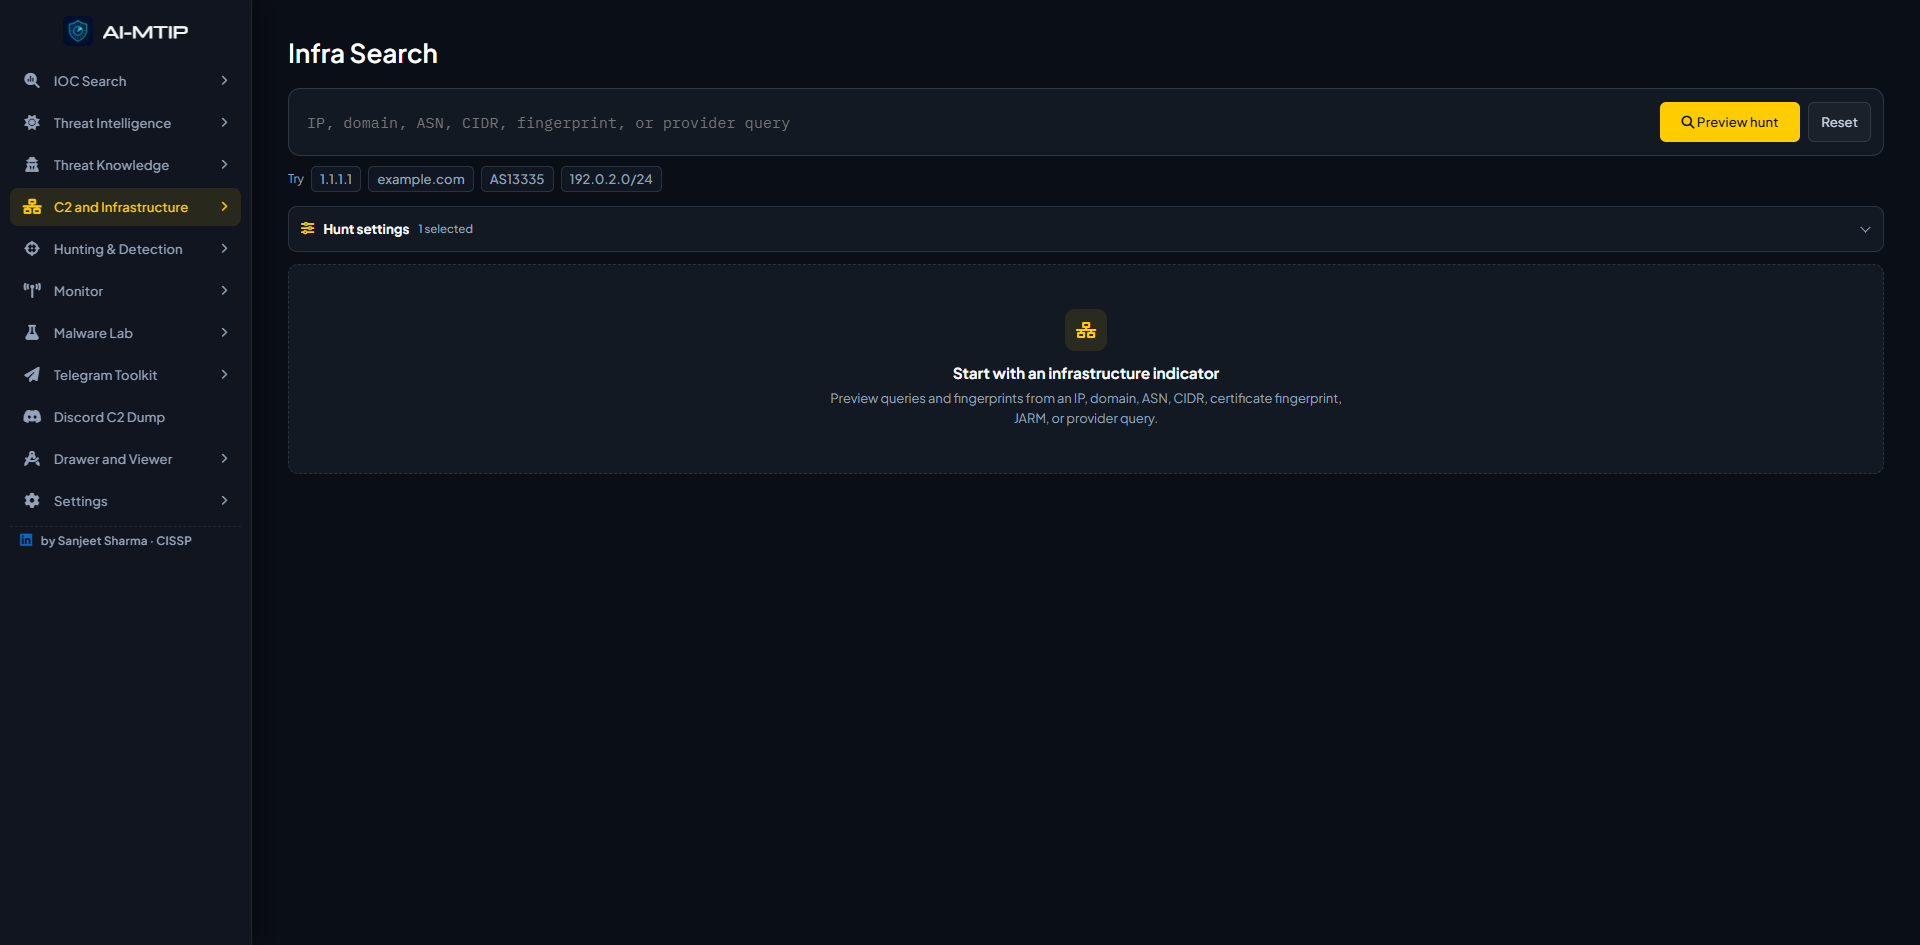 AI-MTIP
IOC Search
Threat Intelligence
Threat Knowledge
C2 and Infrastructure
Hunting & Detection
Monitor
Malware Lab
Telegram Toolkit
Discord C2 Dump
Drawer and Viewer
Settings
by Sanjeet Sharma · CISSP
Infra Search
IP, domain, ASN, CIDR, fingerprint, or provider query
Preview hunt
Reset
Try 1.1.1.1 example.com AS13335 192.0.2.0/24
Hunt settings 1 selected
Start with an infrastructure indicator
Preview queries and fingerprints from an IP, domain, ASN, CIDR, certificate fingerprint,
JARM, or provider query.